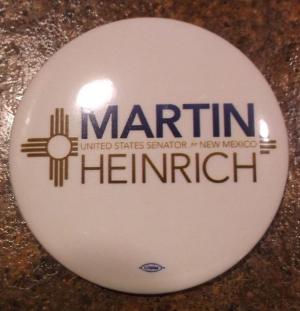 MARTIN
UNITED STATES SENATOR for NEW MEXICO
HEINRICH